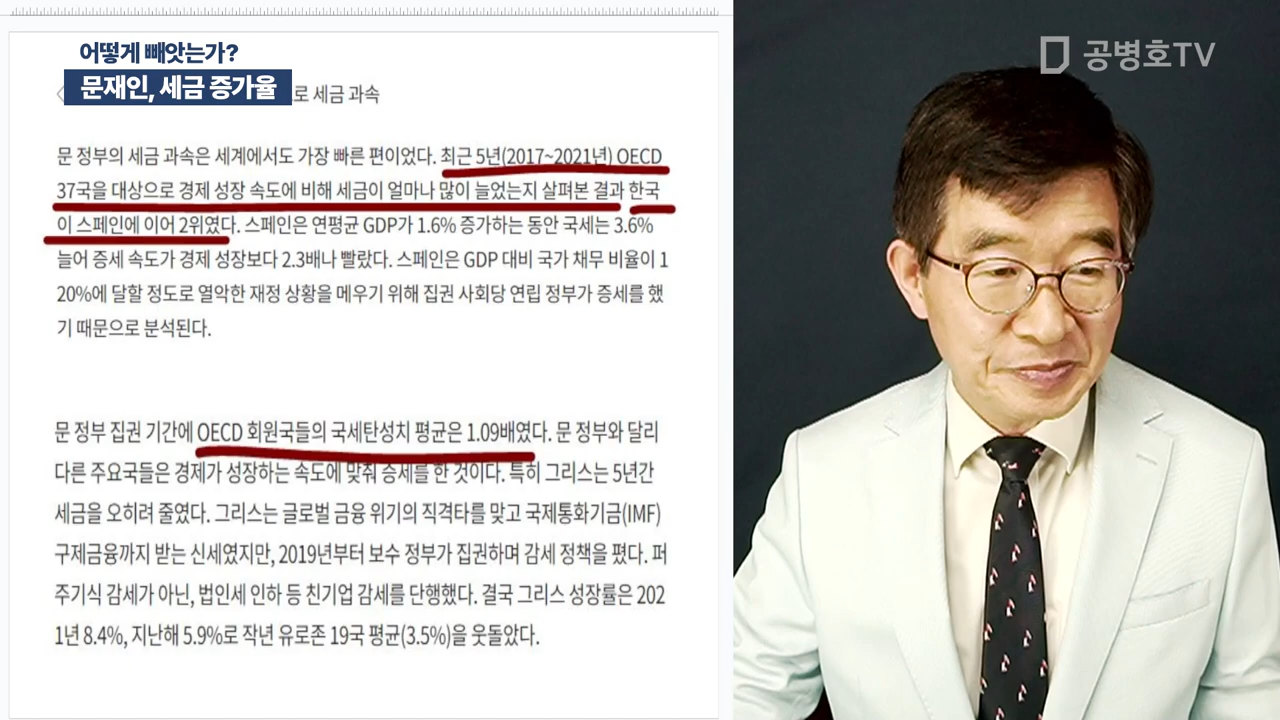 어떻게 빼앗는가?
문재인, 세금 증가율
로 세금 과속
공병호TV
문 정부의 세금 과속은 세계에서도 가장 빠른 편이었다. 최근 5년(2017~2021년) OECD
37국을 대상으로 경제 성장 속도에 비해 세금이 얼마나 많이 늘었는지 살펴본 결과 한국
이 스페인에 이어 2위였다. 스페인은 연평균 GDP가 1.6% 증가하는 동안 국세는 3.6%
늘어 증세 속도가 경제 성장보다 2.3배나 빨랐다. 스페인은 GDP 대비 국가 채무 비율이 1
20%에 달할 정도로 열악한 재정 상황을 메우기 위해 집권 사회당 연립 정부가 증세를 했
기 때문으로 분석된다.
문 정부 집권 기간에 OECD 회원국들의 국세탄성치 평균은 1.09배였다. 문 정부와 달리
다른 주요국들은 경제가 성장하는 속도에 맞춰 증세를 한 것이다. 특히 그리스는 5년간
세금을 오히려 줄였다. 그리스는 글로벌 금융 위기의 직격타를 맞고 국제통화기금(IMF)
구제금융까지 받는 신세였지만, 2019년부터 보수 정부가 집권하며 감세 정책을 폈다. 퍼
주기식 감세가 아닌, 법인세 인하 등 친기업 감세를 단행했다. 결국 그리스 성장률은 202
1년 8.4%, 지난해 5.9%로 작년 유로존 19국 평균(3.5%)을 웃돌았다.